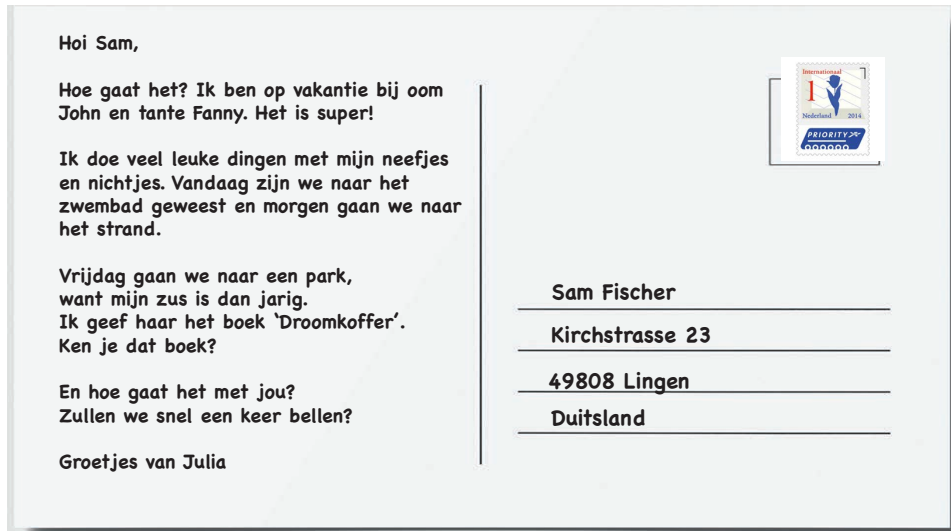 Hoi Sam,
Hoe gaat het? Ik ben op vakantie bij oom
John en tante Fanny. Het is super!
Ik doe veel leuke dingen met mijn neefjes
en nichtjes. Vandaag zijn we naar het
zwembad geweest en morgen gaan we naar
het strand.
Vrijdag gaan we naar een park,
want mijn zus is dan jarig.
Ik geef haar het boek ‘Droomkoffer’.
Ken je dat boek?
En hoe gaat het met jou?
Zullen we snel een keer bellen?
Groetjes van Julia
Internationaal
1
Nederland 2014
PRIORITY
Sam Fischer
Kirchstrasse 23
49808 Lingen
Duitsland